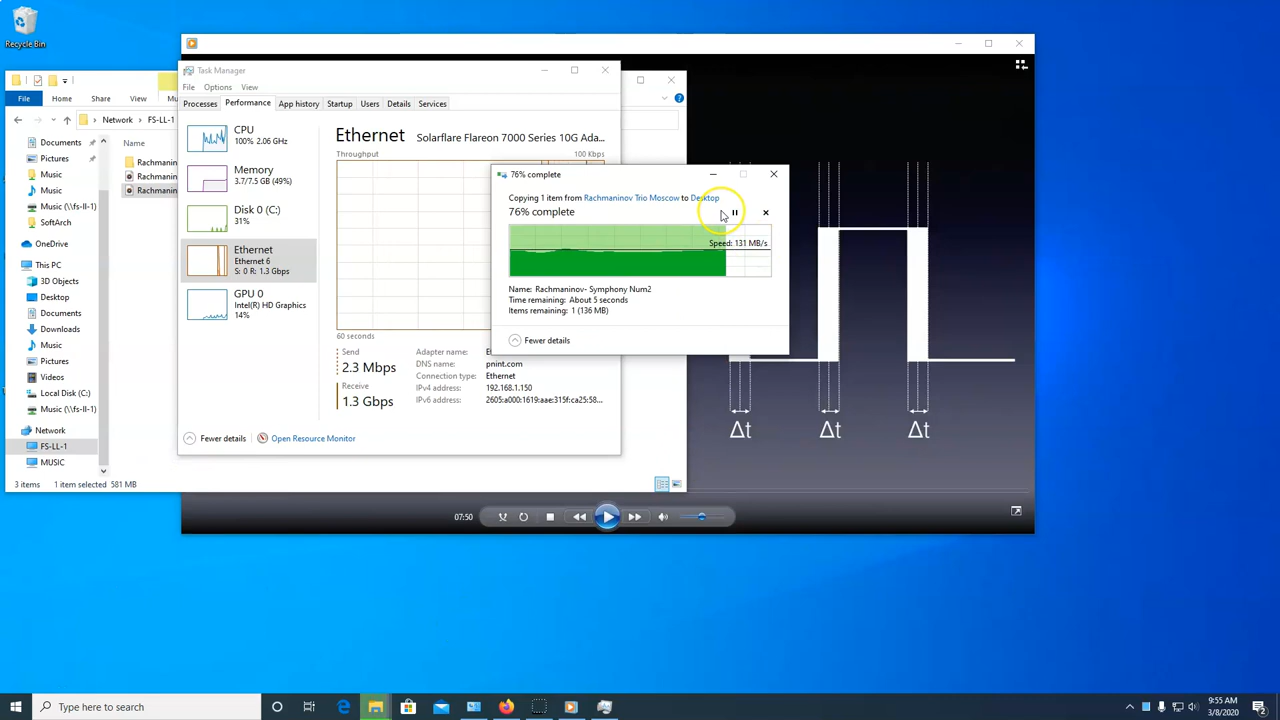 Recycle Bin
Task Manager
File Options View
Processes Performance App history Startup Users Details Services
CPU
100% 2.06 GHz
Memory
3.7/7.5 GB (49%)
Disk 0 (C:)
31%
Ethernet
Ethernet 6
S: 0 R: 1.3 Gbps
GPU 0
Intel(R) HD Graphics
14%
Ethernet Solarflare Flareon 7000 Series 10G Ada...
Throughput 100 Kbps
60 seconds
Send
2.3 Mbps
Receive
1.3 Gbps
Adapter name:
DNS name: pnint.com
Connection type: Ethernet
IPv4 address: 192.168.1.150
IPv6 address: 2605:a000:1619:aae:315f:ca25:58...
Fewer details Open Resource Monitor
76% complete
Copying 1 item from Rachmaninov Trio Moscow to Desktop
76% complete
Speed: 131 MB/s
Name: Rachmaninov- Symphony Num2
Time remaining: About 5 seconds
Items remaining: 1 (136 MB)
Fewer details
File Home Share View
Network FS-LL-1
Documents
Pictures
Music
Music
Music (\\fs-ll-1)
SoftArch
OneDrive
This PC
3D Objects
Desktop
Documents
Downloads
Music
Pictures
Videos
Local Disk (C:)
Music (\\fs-ll-1)
Network
FS-LL-1
MUSIC
Name
Rachmanin
Rachmanin
Rachmanin
3 items 1 item selected 581 MB
Δt Δt Δt
07:50
Type here to search
9:55 AM
3/8/2020
2